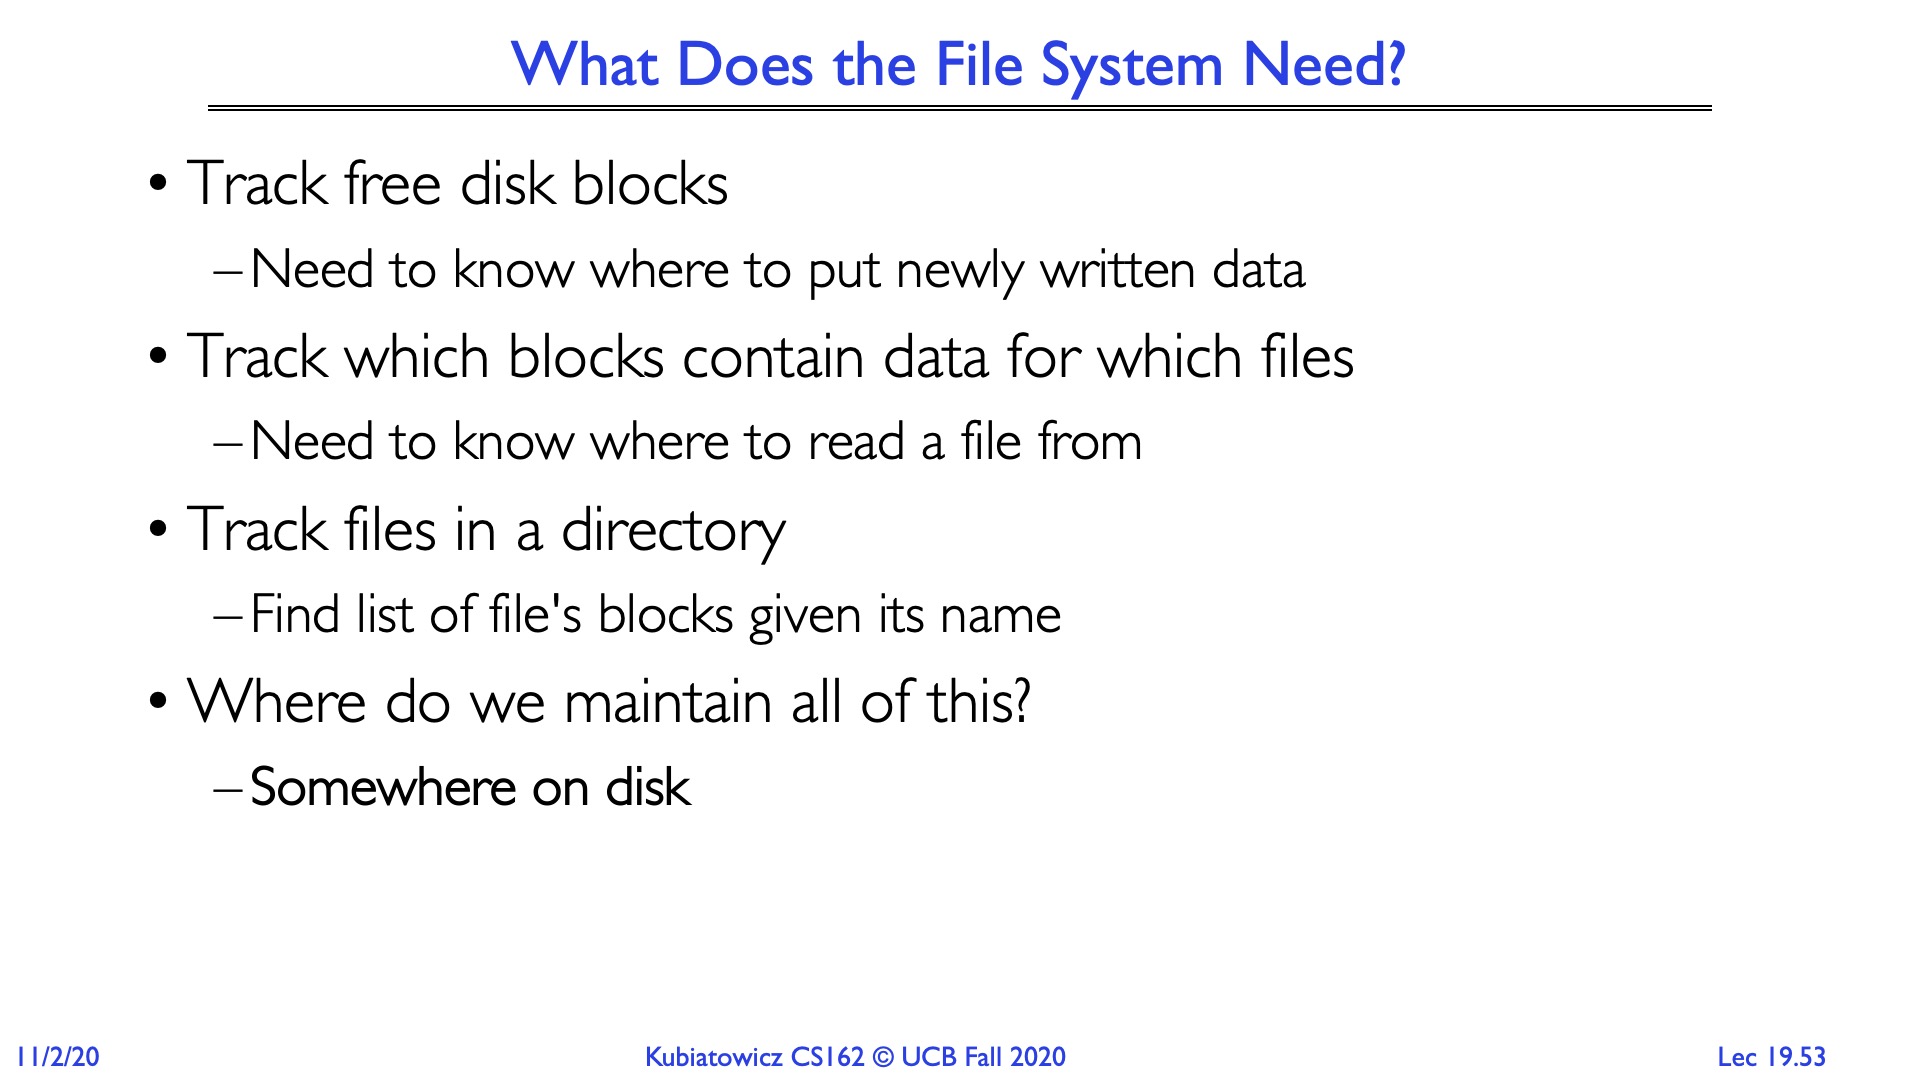 What Does the File System Need?
• Track free disk blocks
– Need to know where to put newly written data
• Track which blocks contain data for which files
– Need to know where to read a file from
• Track files in a directory
– Find list of file's blocks given its name
• Where do we maintain all of this?
– Somewhere on disk
11/2/20
Kubiatowicz CS162 © UCB Fall 2020
Lec 19.53